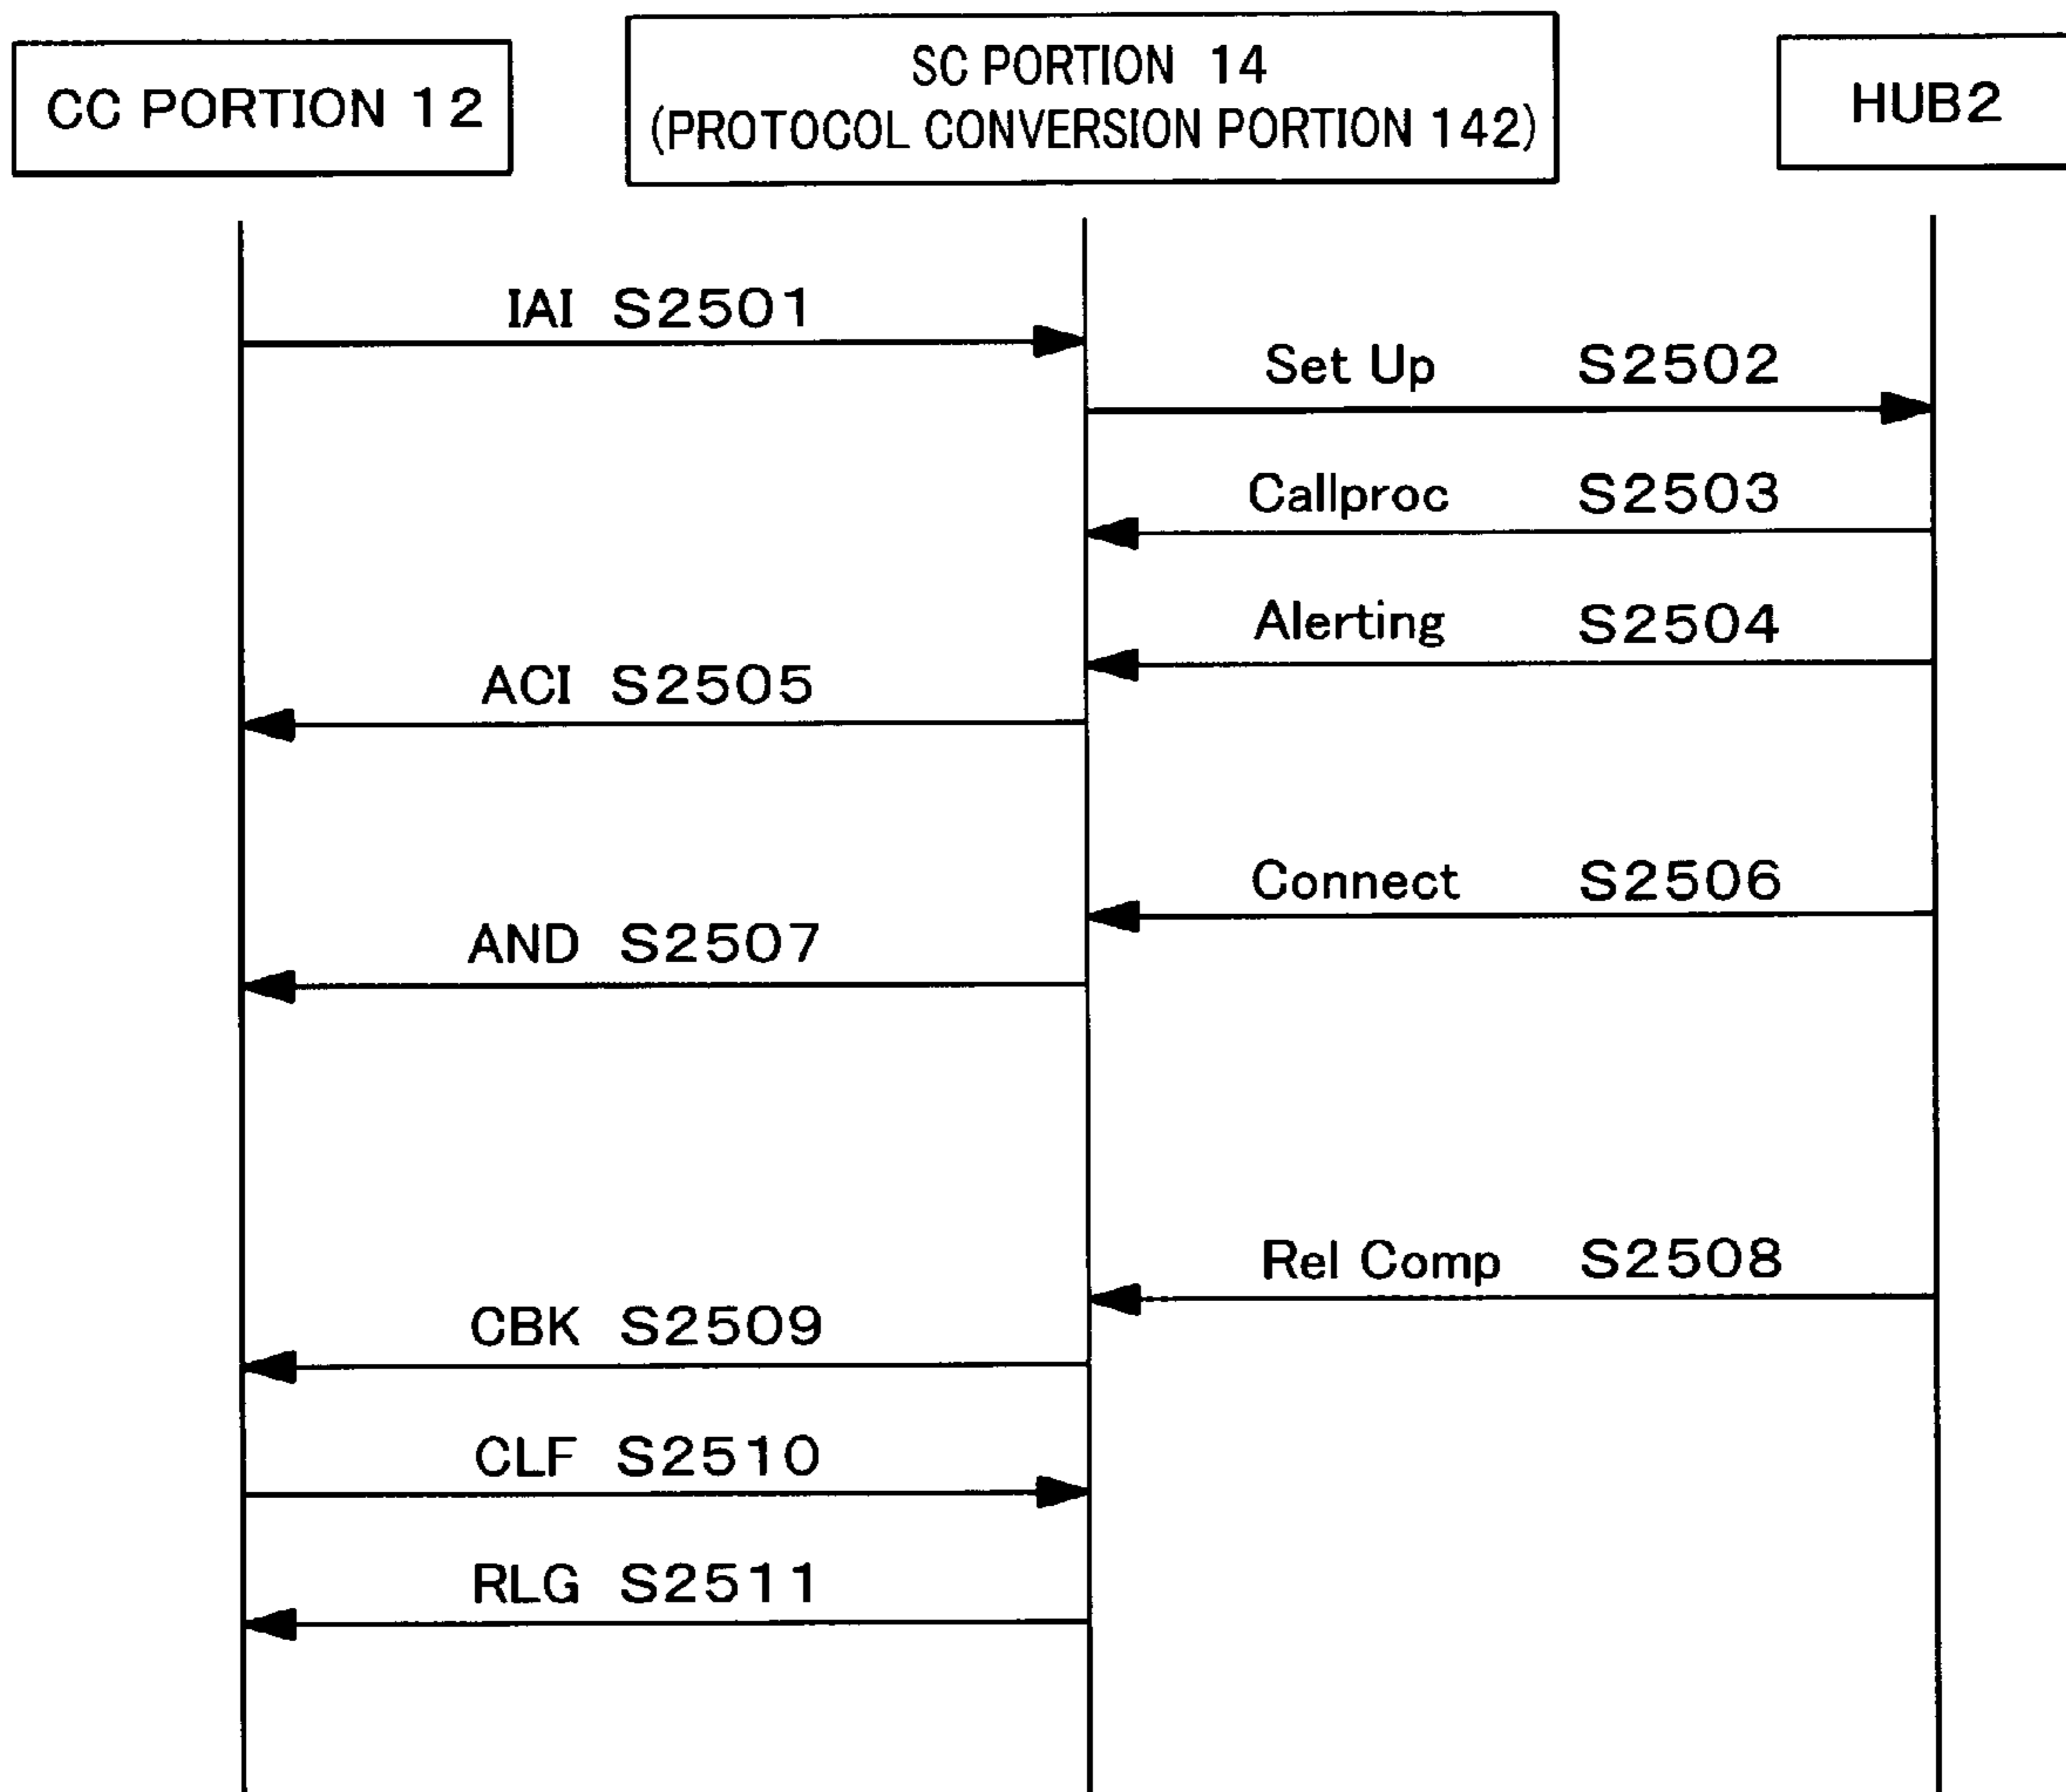 CC PORTION 12
SC PORTION 14
(PROTOCOL CONVERSION PORTION 142)
HUB2
IAI S2501
Set Up S2502
Callproc S2503
Alerting S2504
ACI S2505
Connect S2506
AND S2507
Rel Comp S2508
CBK S2509
CLF S2510
RLG S2511